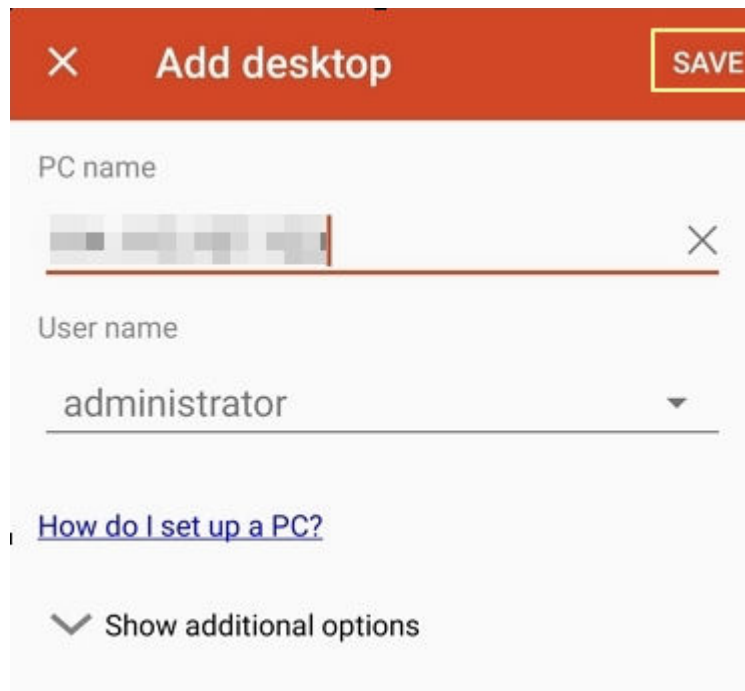 Add desktop SAVE
PC name
User name
administrator
How do I set up a PC?
Show additional options